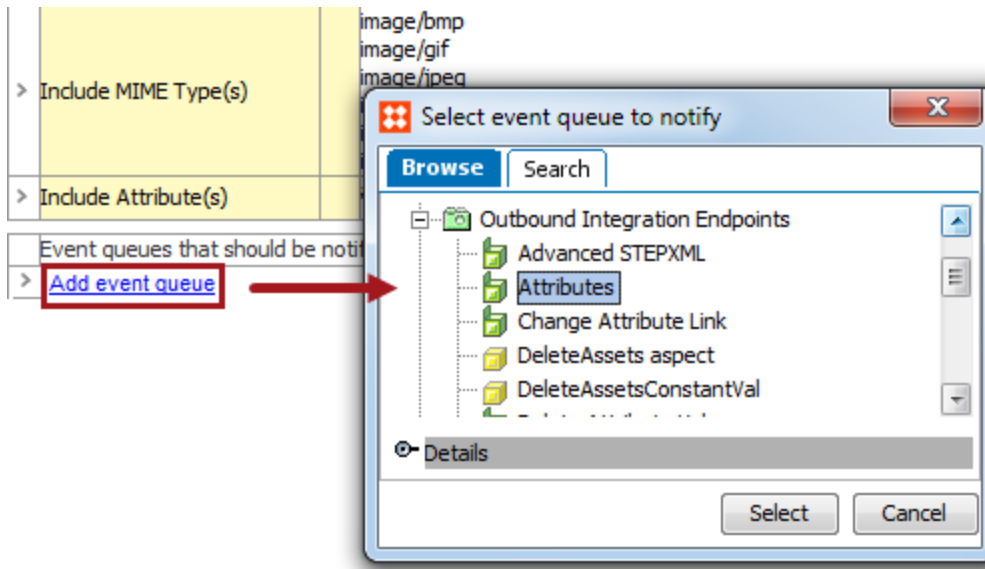 image/bmp
image/gif
image/jpeg
Include MIME Type(s)
Select event queue to notify
Browse
Search
Include Attribute(s)
Outbound Integration Endpoints
Event queues that should be
Advanced STEPXML
Add event queue
Attributes
Change Attribute Link
DeleteAssets aspect
DeleteAssetsConstantVal
Details
Select
Cancel